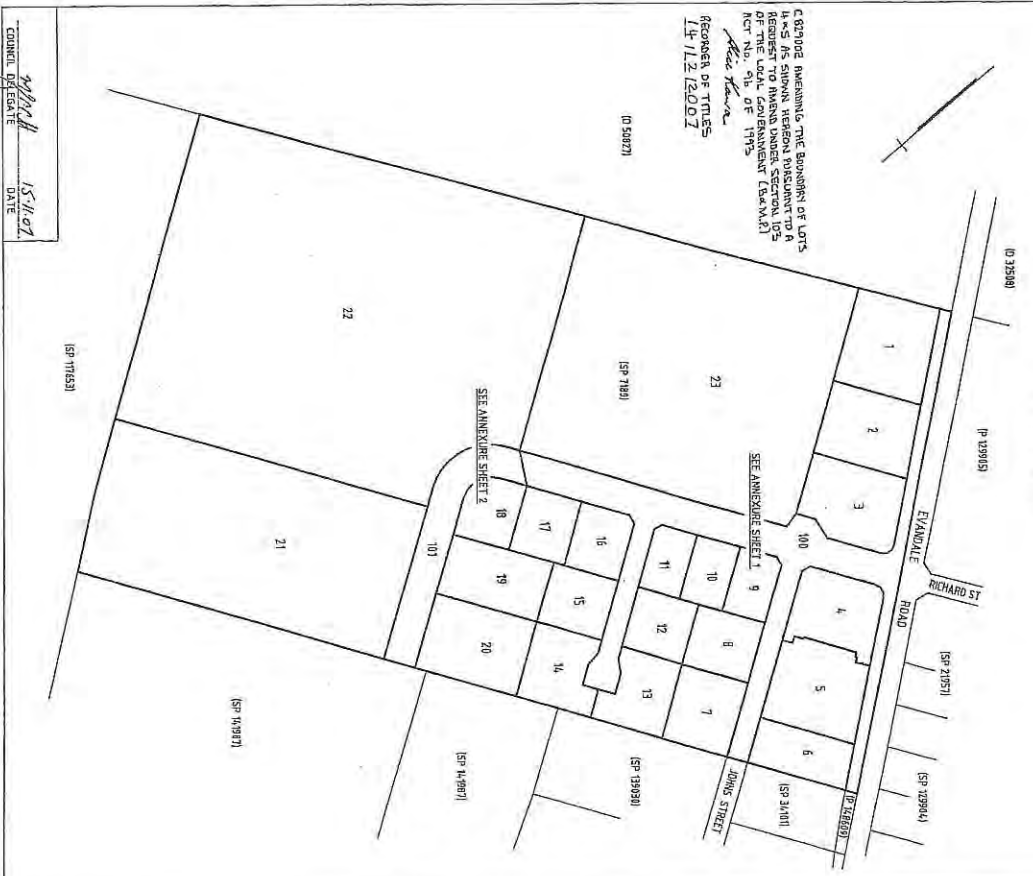 C 829002 AMENDING THE BOUNDARY OF LOTS
4 & 5 AS SHOWN HEREON PURSUANT TO A
REQUEST TO AMEND UNDER SECTION 103
OF THE LOCAL GOVERNMENT (B&M.P.)
ACT No. 96 OF 1993
RECORDER OF TITLES
14/12/2007
(D 50827)
(D 32508)
(P 129905)
EVANDALE
ROAD
RICHARD ST
(SP 21957)
(SP 129904)
(P 148609)
(SP 34101)
JOHNS STREET
1
2
3
4
5
6
7
8
9
10
11
12
13
14
15
16
17
18
19
20
21
22
23
100
101
(SP 7189)
SEE ANNEXURE SHEET 1
SEE ANNEXURE SHEET 2
(SP 139030)
(SP 141987)
(SP 141987)
(SP 117653)
15·11·07
COUNCIL DELEGATE DATE